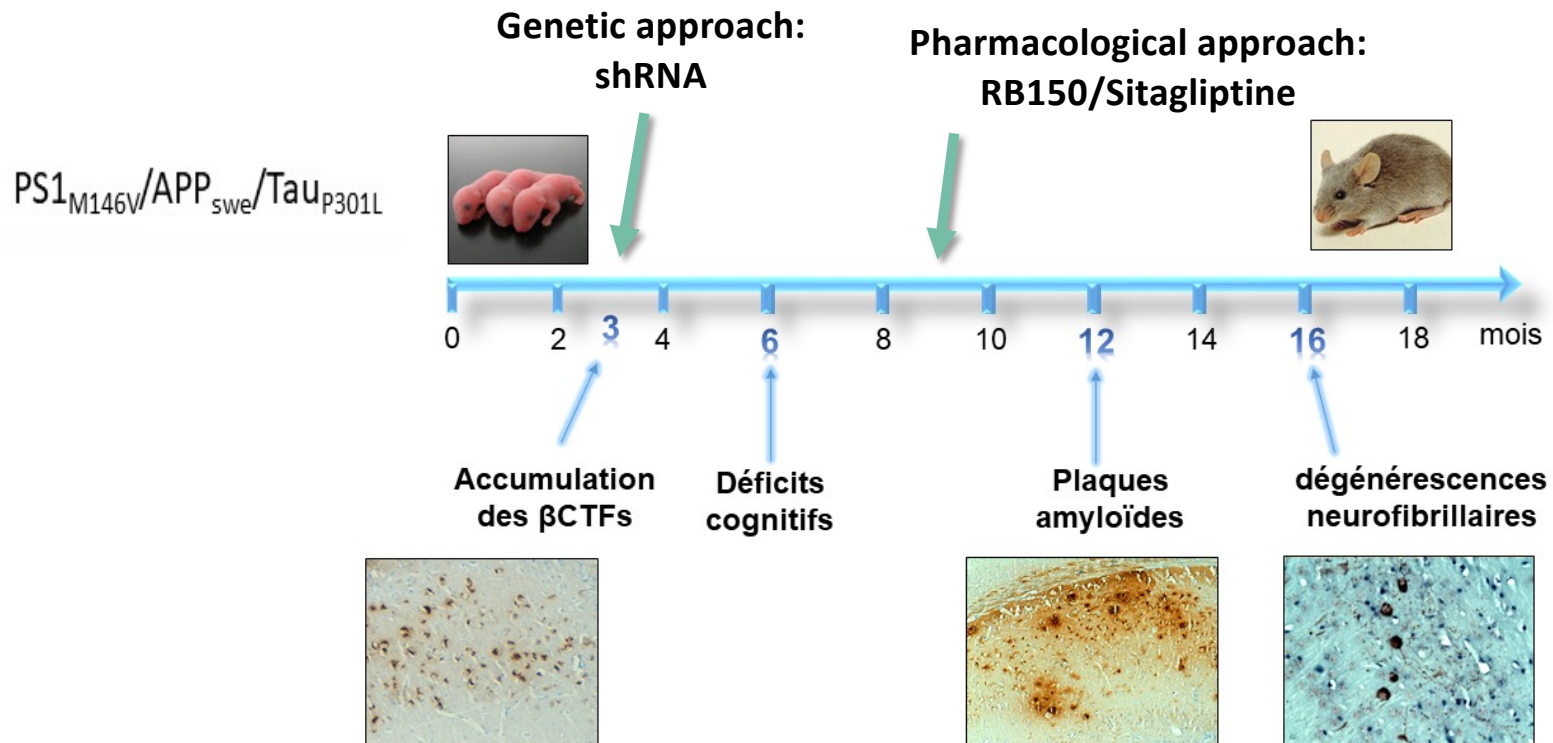 Genetic approach:
shRNA
Pharmacological approach:
RB150/Sitagliptine
PS1M146V/APPswe/TauP301L
0 2 3 4 6 8 10 12 14 16 18 mois
Accumulation
des βCTFs
Déficits
cognitifs
Plaques
amyloïdes
dégénérescences
neurofibrillaires